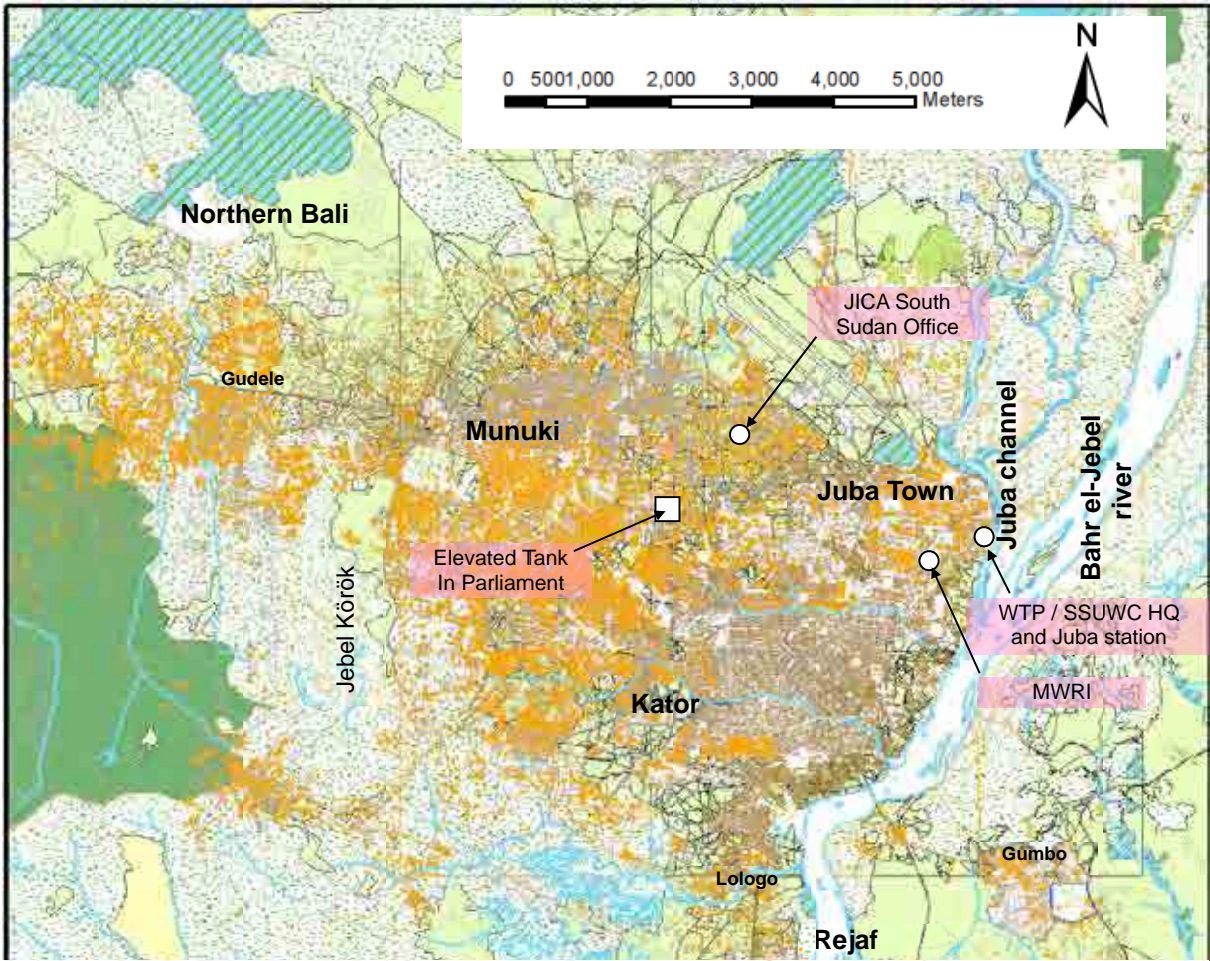 N
0 5001,000 2,000 3,000 4,000 5,000
Meters
Northern Bali
JICA South
Sudan Office
Gudele
Munuki
Juba Town
Juba channel
Bahr el-Jebel
river
Elevated Tank
In Parliament
Jebel Körök
WTP / SSUWC HQ
and Juba station
MWRI
Kator
Gumbo
Lologo
Rejaf